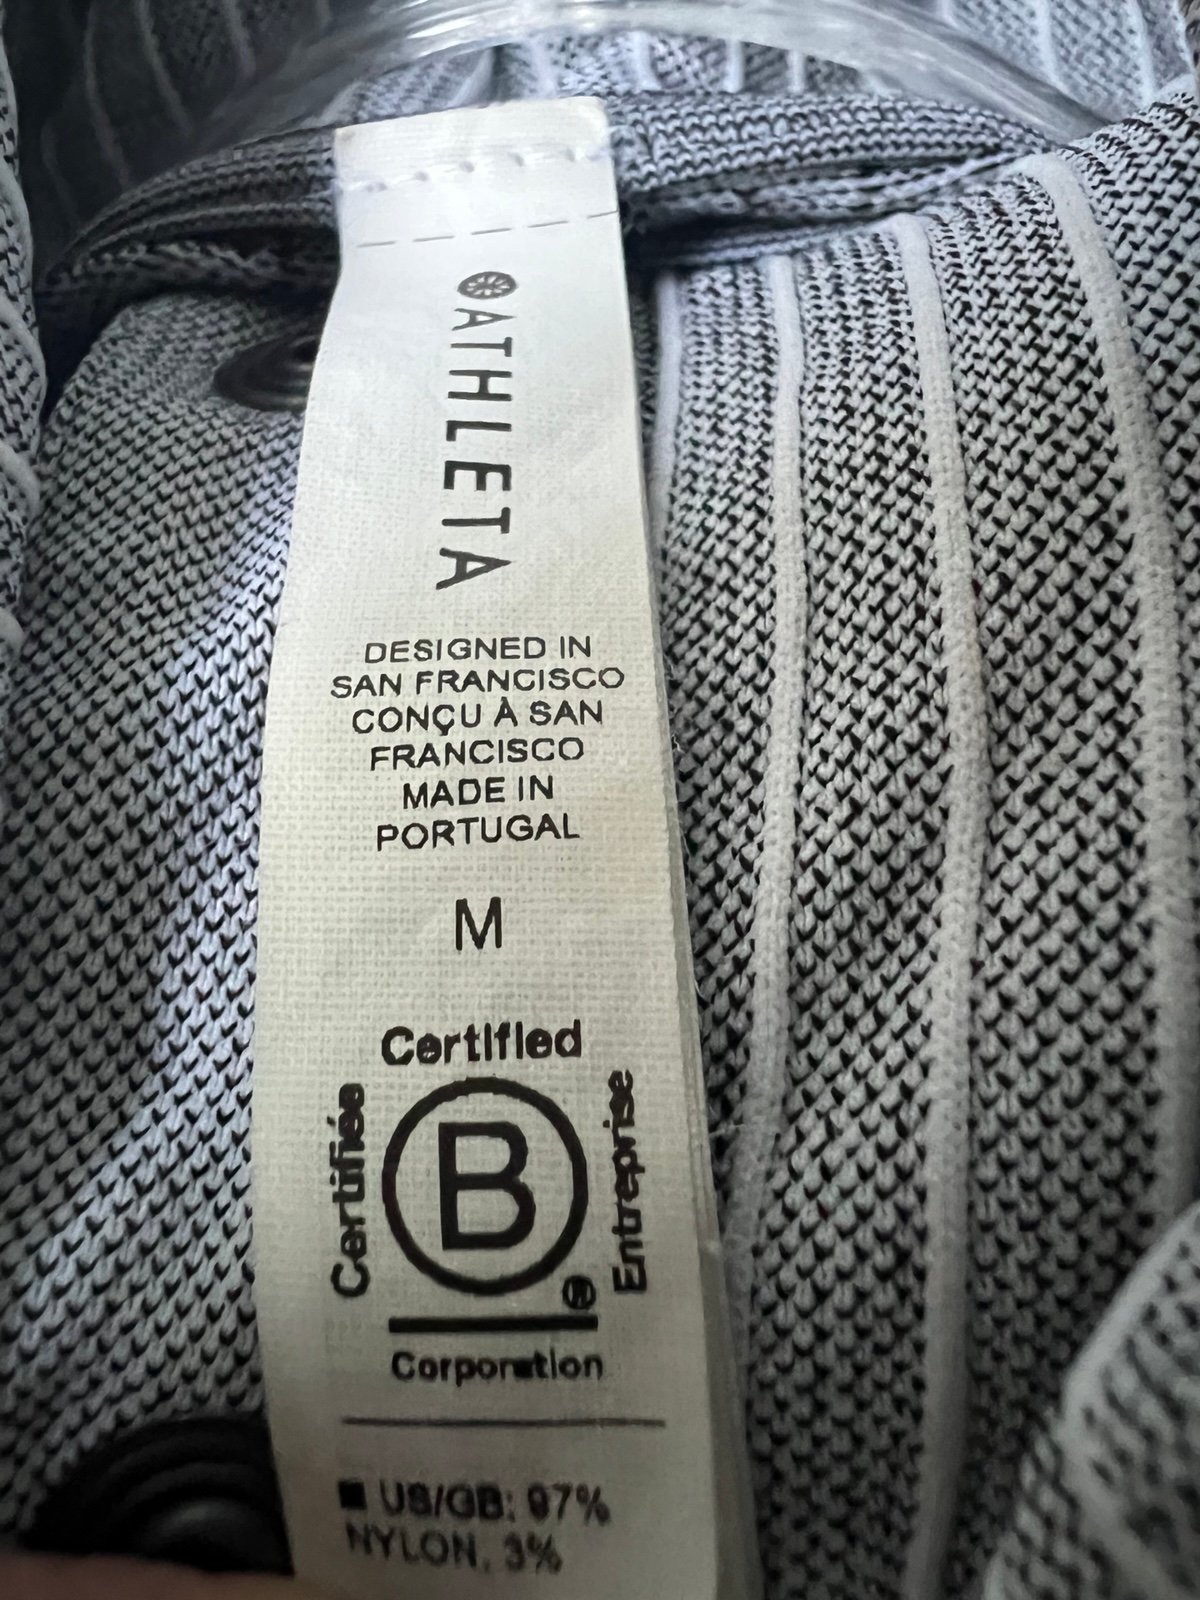 ATHLETA
DESIGNED IN
SAN FRANCISCO
CONÇU À SAN
FRANCISCO
MADE IN
PORTUGAL
M
Certified
Certifiée
B
®
Entreprise
Corporation
US/GB: 97%
NYLON, 3%